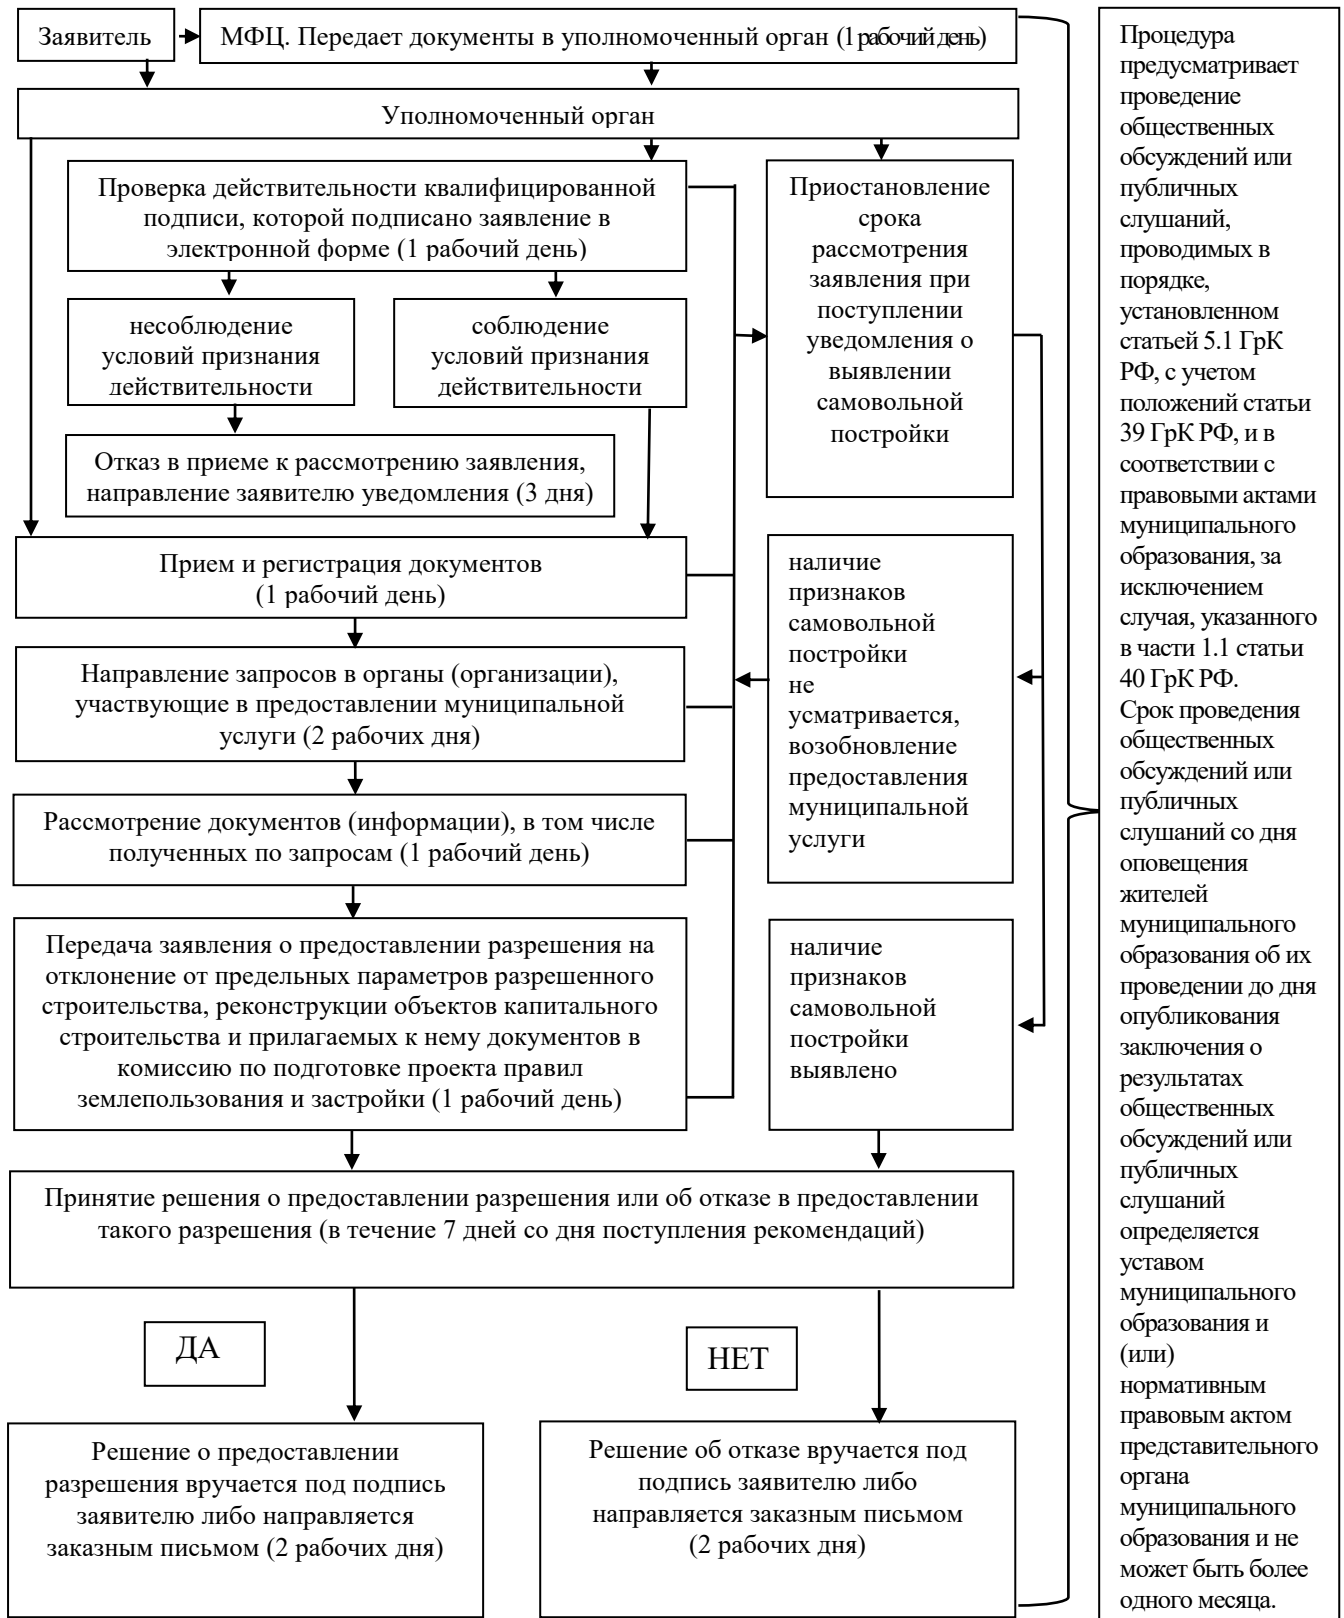 Заявитель
МФЦ. Передает документы в уполномоченный орган (1рабочий день)
Уполномоченный орган
Проверка действительности квалифицированной
подписи, которой подписано заявление в
электронной форме (1 рабочий день)
Приостановление
срока
рассмотрения
заявления при
поступлении
уведомления о
выявлении
самовольной
постройки
несоблюдение
условий признания
действительности
соблюдение
условий признания
действительности
Отказ в приеме к рассмотрению заявления,
направление заявителю уведомления (3 дня)
Прием и регистрация документов
(1 рабочий день)
наличие
признаков
самовольной
постройки
не
усматривается,
возобновление
предоставления
муниципальной
услуги
Направление запросов в органы (организации),
участвующие в предоставлении муниципальной
услуги (2 рабочих дня)
Рассмотрение документов (информации), в том числе
полученных по запросам (1 рабочий день)
Передача заявления о предоставлении разрешения на
отклонение от предельных параметров разрешенного
строительства, реконструкции объектов капитального
строительства и прилагаемых к нему документов в
комиссию по подготовке проекта правил
землепользования и застройки (1 рабочий день)
наличие
признаков
самовольной
постройки
выявлено
Принятие решения о предоставлении разрешения или об отказе в предоставлении
такого разрешения (в течение 7 дней со дня поступления рекомендаций)
ДА
НЕТ
Решение о предоставлении
разрешения вручается под подпись
заявителю либо направляется
заказным письмом (2 рабочих дня)
Решение об отказе вручается под
подпись заявителю либо
направляется заказным письмом
(2 рабочих дня)
Процедура
предусматривает
проведение
общественных
обсуждений или
публичных
слушаний,
проводимых в
порядке,
установленном
статьей 5.1 ГрК
РФ, с учетом
положений статьи
39 ГрК РФ, и в
соответствии с
правовыми актами
муниципального
образования, за
исключением
случая, указанного
в части 1.1 статьи
40 ГрК РФ.
Срок проведения
общественных
обсуждений или
публичных
слушаний со дня
оповещения
жителей
муниципального
образования об их
проведении до дня
опубликования
заключения о
результатах
общественных
обсуждений или
публичных
слушаний
определяется
уставом
муниципального
образования и
(или)
нормативным
правовым актом
представительного
органа
муниципального
образования и не
может быть более
одного месяца.